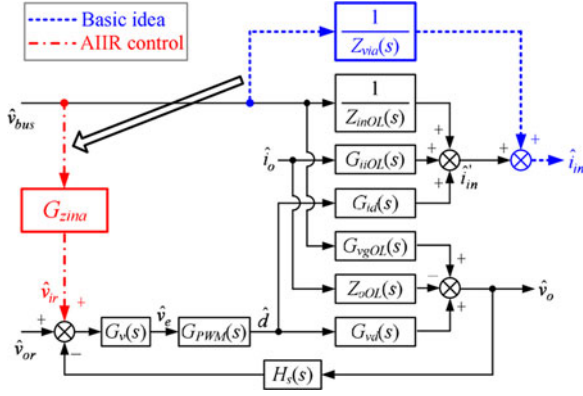 Basic idea
AIIR control
1
Z_via(s)
v̂_bus
1
Z_inOL(s)
î_o
G_iiOL(s)
î'_in
î_in
G_id(s)
G_zina
G_vgOL(s)
v̂_ir
Z_oOL(s)
v̂_o
v̂_or
G_v(s)
v̂_e
G_PWM(s)
d̂
G_vd(s)
H_s(s)
+
+
+
+
+
+
−
+
+
+
−